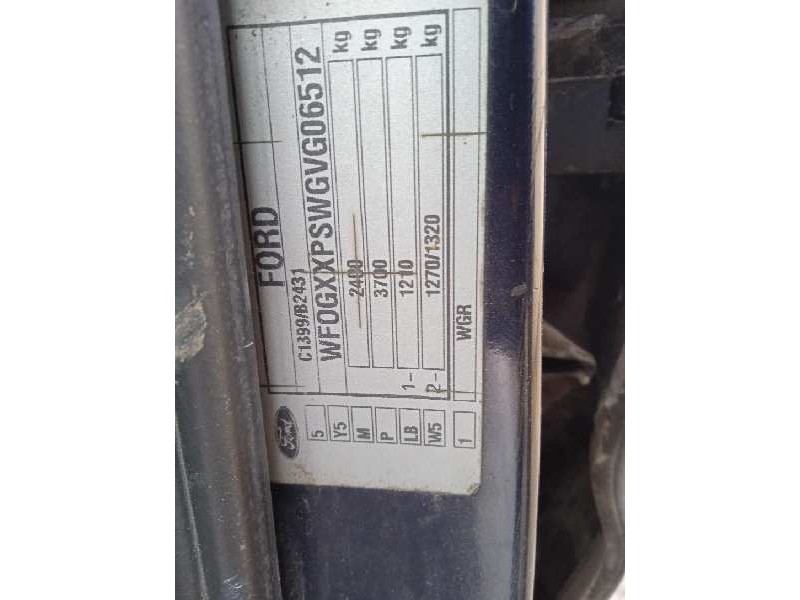 FORD
C1399/B2431
WF0GXXPSWGVG06512
2400 kg
3700 kg
1- 1210 kg
2- 1270/1320 kg
WGR
Ford
5
Y5
M
P
LB
W5
1